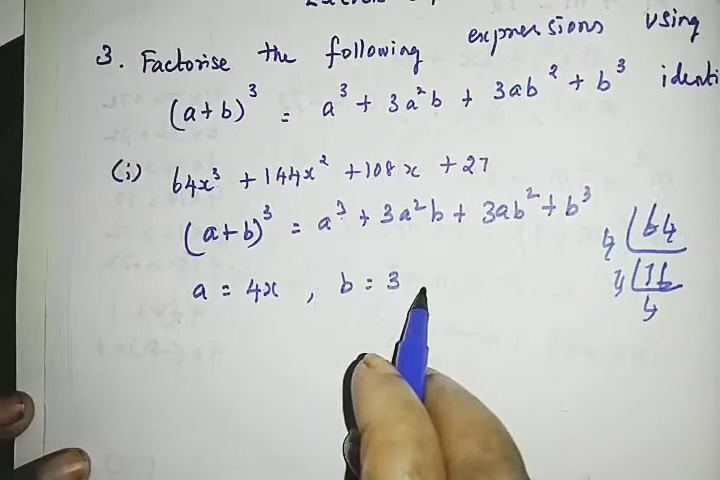 3. Factorise the following expressions using
(a+b)³ = a³ + 3a²b + 3ab² + b³ identi
(i) 64x³ + 144x² + 108x + 27
(a+b)³ = a³ + 3a²b + 3ab² + b³
4 64
4 16
4
a = 4x , b = 3